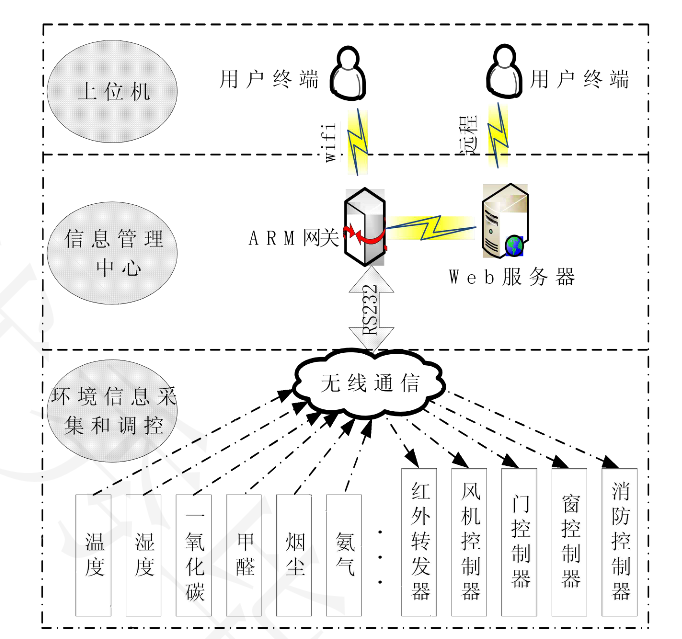 上位机
用户终端
用户终端
wifi
远程
信息管理
中心
ARM网关
Web服务器
RS232
环境信息采
集和调控
无线通信
温度
湿度
一氧化碳
甲醛
烟尘
氨气
...
红外转发器
风机控制器
门控制器
窗控制器
消防控制器